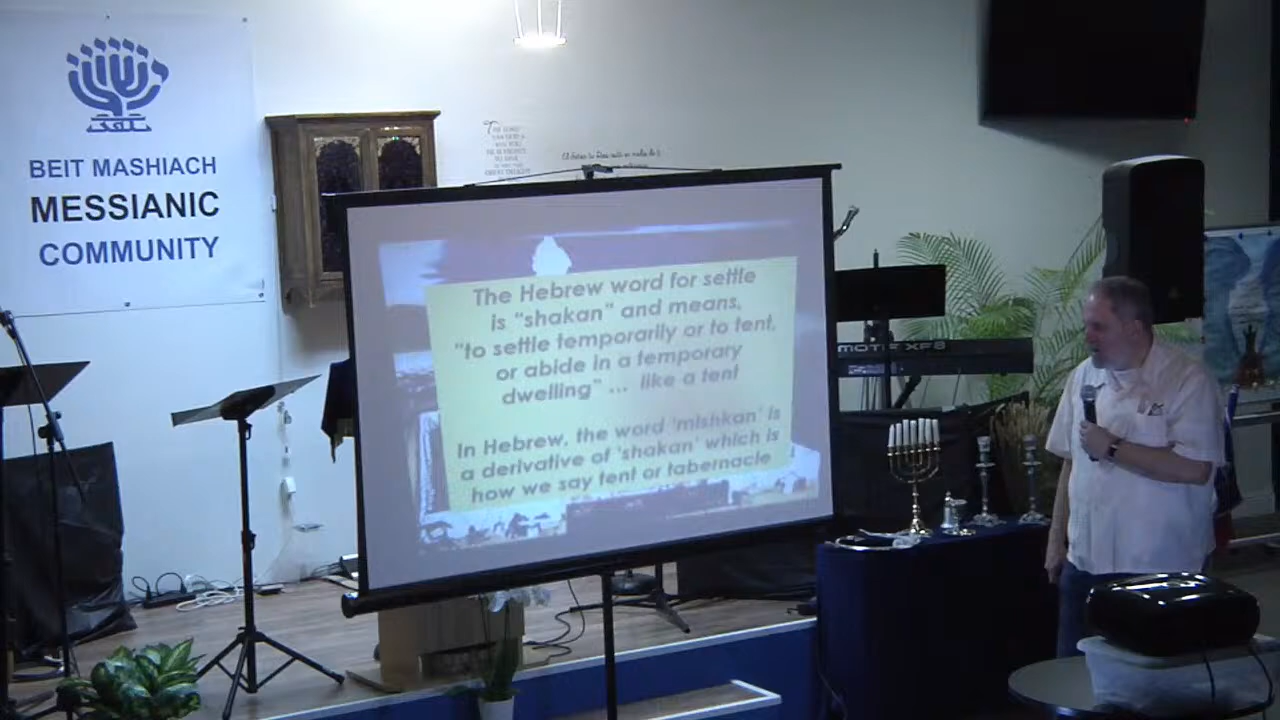 BEIT MASHIACH
MESSIANIC
COMMUNITY
The Hebrew word for settle
is "shakan" and means,
"to settle temporarily or to tent,
or abide in a temporary
dwelling" ... like a tent
In Hebrew, the word 'mishkan' is
a derivative of 'shakan' which is
how we say tent or tabernacle
MOTIF XF8